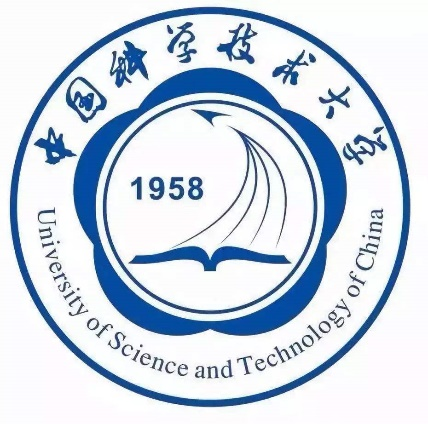 中国科学技术大学
1958
University of Science and Technology of China